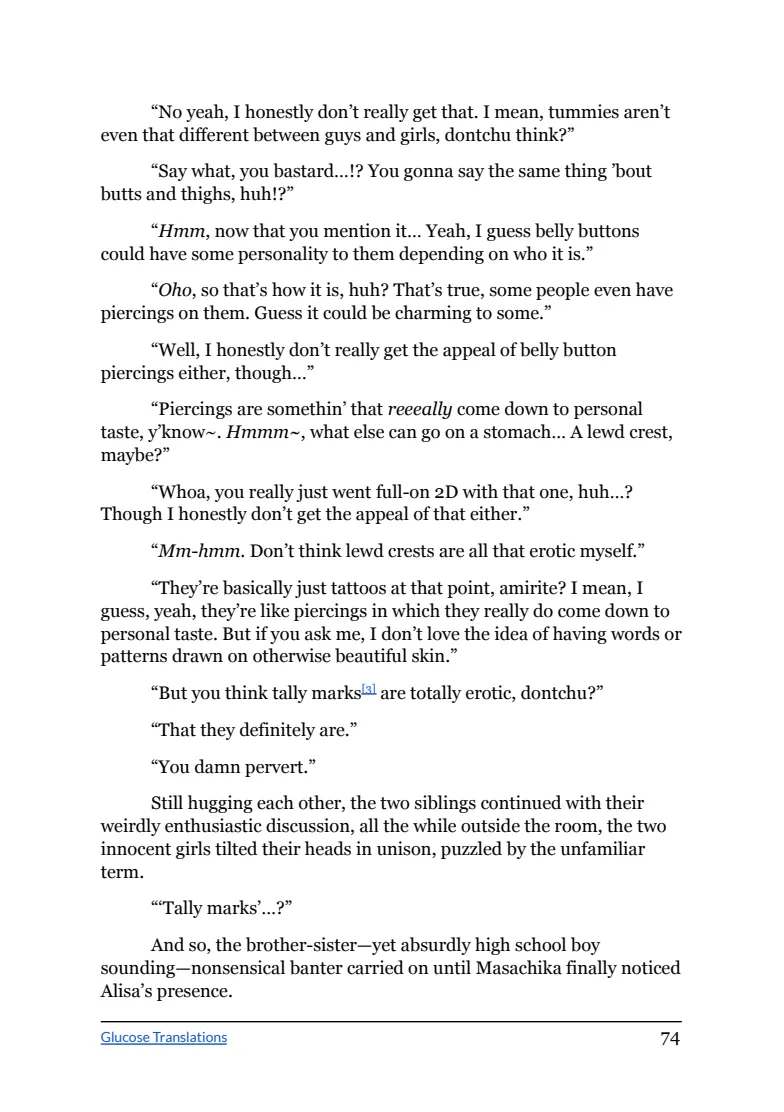 “No yeah, I honestly don’t really get that. I mean, tummies aren’t
even that different between guys and girls, dontchu think?”
“Say what, you bastard…!? You gonna say the same thing ’bout
butts and thighs, huh!?”
“Hmm, now that you mention it… Yeah, I guess belly buttons
could have some personality to them depending on who it is.”
“Oho, so that’s how it is, huh? That’s true, some people even have
piercings on them. Guess it could be charming to some.”
“Well, I honestly don’t really get the appeal of belly button
piercings either, though…”
“Piercings are somethin’ that reeeally come down to personal
taste, y’know~. Hmmm~, what else can go on a stomach… A lewd crest,
maybe?”
“Whoa, you really just went full-on 2D with that one, huh…?
Though I honestly don’t get the appeal of that either.”
“Mm-hmm. Don’t think lewd crests are all that erotic myself.”
“They’re basically just tattoos at that point, amirite? I mean, I
guess, yeah, they’re like piercings in which they really do come down to
personal taste. But if you ask me, I don’t love the idea of having words or
patterns drawn on otherwise beautiful skin.”
“But you think tally marks[3] are totally erotic, dontchu?”
“That they definitely are.”
“You damn pervert.”
Still hugging each other, the two siblings continued with their
weirdly enthusiastic discussion, all the while outside the room, the two
innocent girls tilted their heads in unison, puzzled by the unfamiliar
term.
“‘Tally marks’…?”
And so, the brother-sister—yet absurdly high school boy
sounding—nonsensical banter carried on until Masachika finally noticed
Alisa’s presence.
Glucose Translations
74